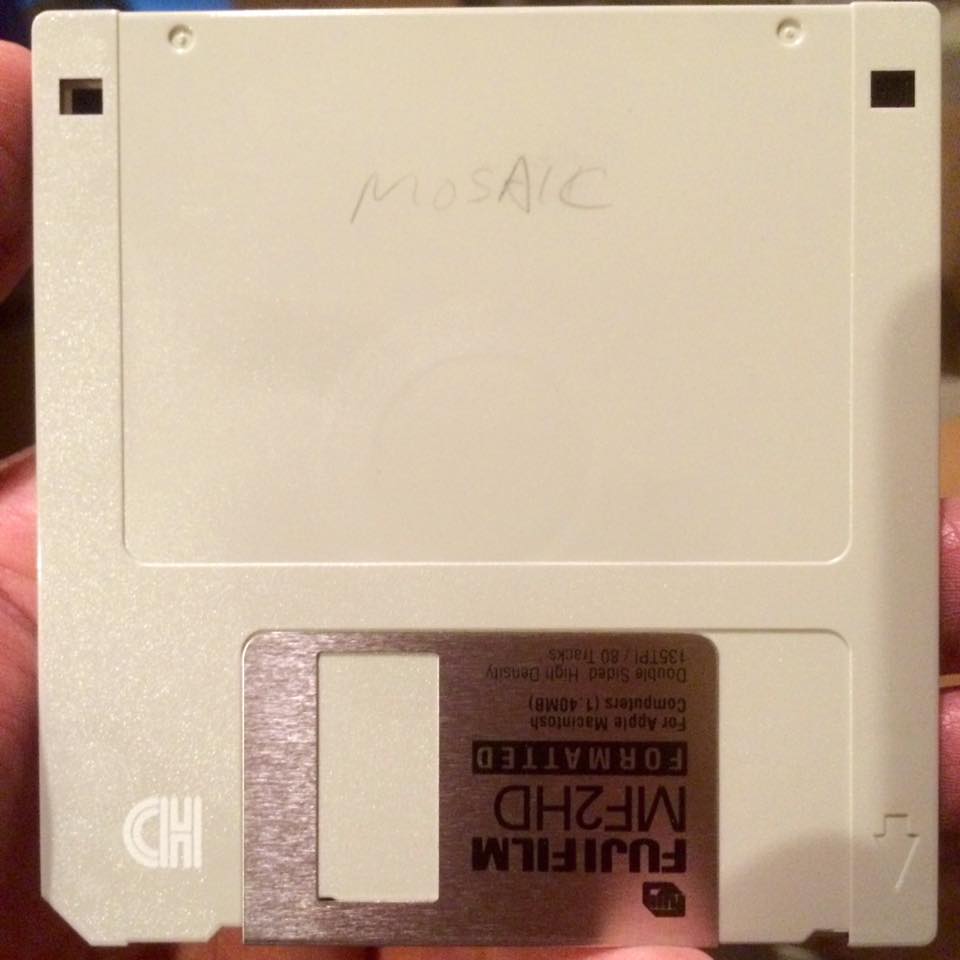 MOSAIC
HD
FUJIFILM
MF2HD
FORMATTED
For Apple Macintosh
Computers (1.40MB)
Double Sided High Density
135TPI / 80 Tracks